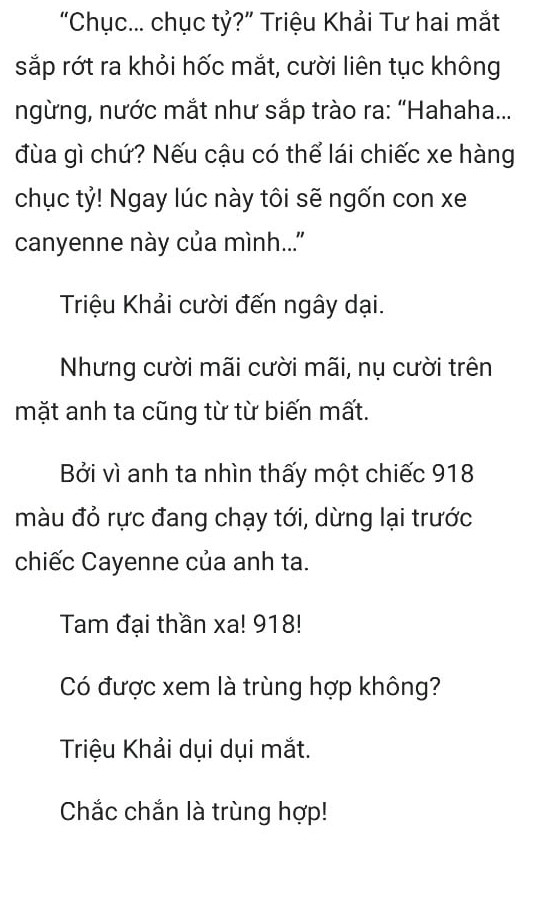 “Chục... chục tỷ?” Triệu Khải Tư hai mắt
sắp rớt ra khỏi hốc mắt, cười liên tục không
ngừng, nước mắt như sắp trào ra: “Hahaha...
đùa gì chứ? Nếu cậu có thể lái chiếc xe hàng
chục tỷ! Ngay lúc này tôi sẽ ngốn con xe
canyenne này của mình...”
Triệu Khải cười đến ngây dại.
Nhưng cười mãi cười mãi, nụ cười trên
mặt anh ta cũng từ từ biến mất.
Bởi vì anh ta nhìn thấy một chiếc 918
màu đỏ rực đang chạy tới, dừng lại trước
chiếc Cayenne của anh ta.
Tam đại thần xa! 918!
Có được xem là trùng hợp không?
Triệu Khải dụi dụi mắt.
Chắc chắn là trùng hợp!